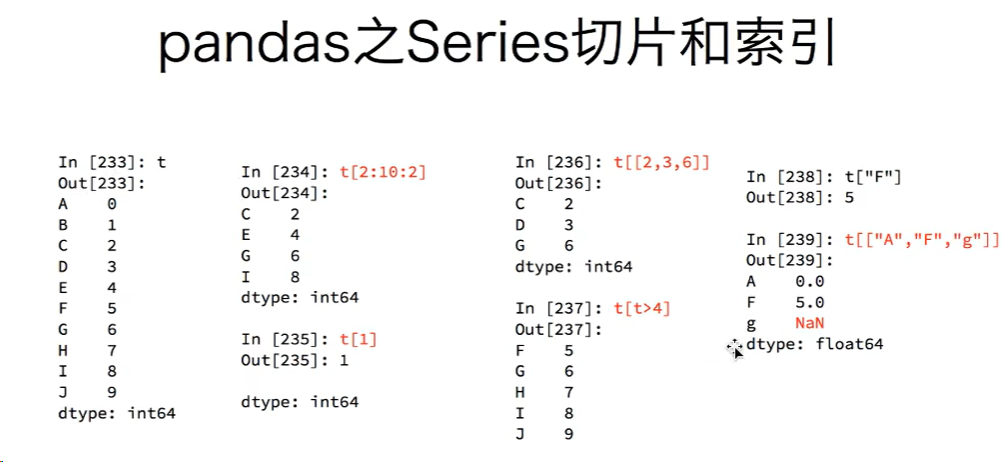 pandas之Series切片和索引
In [233]: t
Out[233]:
A    0
B    1
C    2
D    3
E    4
F    5
G    6
H    7
I    8
J    9
dtype: int64
In [234]: t[2:10:2]
Out[234]:
C    2
E    4
G    6
I    8
dtype: int64
In [235]: t[1]
Out[235]: 1
dtype: int64
In [236]: t[[2,3,6]]
Out[236]:
C    2
D    3
G    6
dtype: int64
In [237]: t[t>4]
Out[237]:
F    5
G    6
H    7
I    8
J    9
In [238]: t["F"]
Out[238]: 5
In [239]: t[["A","F","g"]]
Out[239]:
A    0.0
F    5.0
g    NaN
dtype: float64